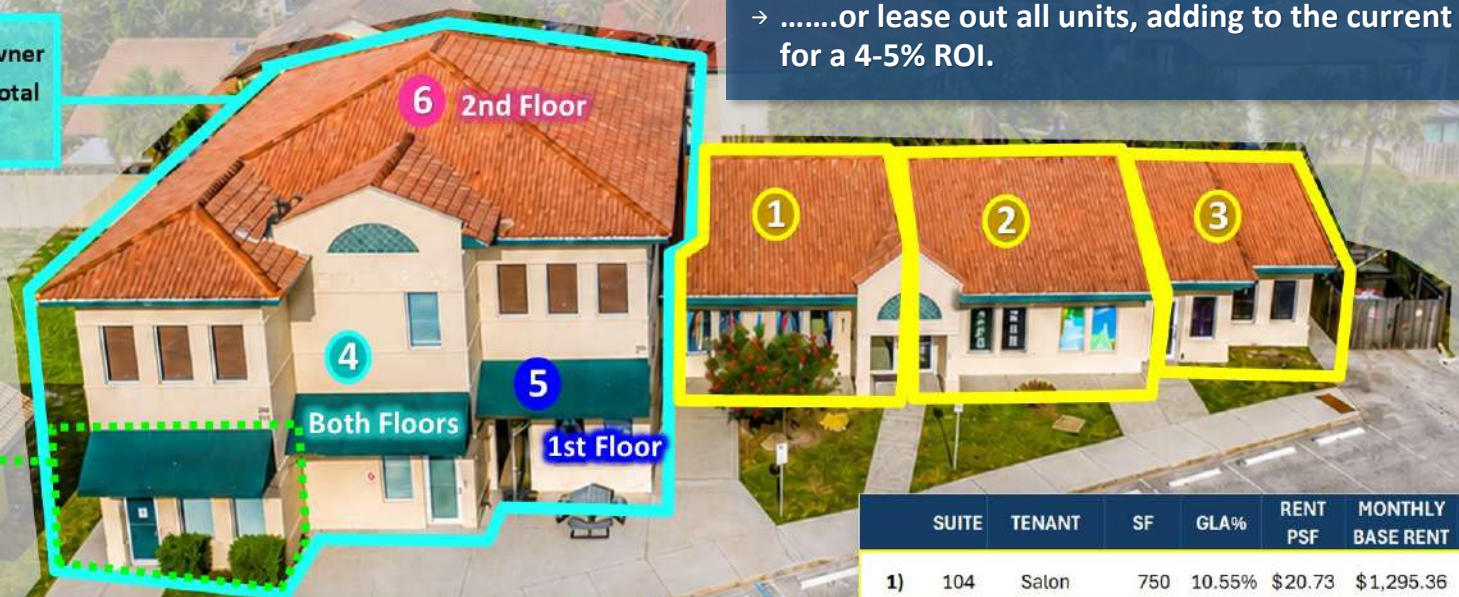 → .......or lease out all units, adding to the current
for a 4-5% ROI.
otal
6 2nd Floor
1
2
3
4
Both Floors
5
1st Floor
SUITE TENANT SF GLA% RENT PSF MONTHLY BASE RENT
1) 104 Salon 750 10.55% $20.73 $1,295.36